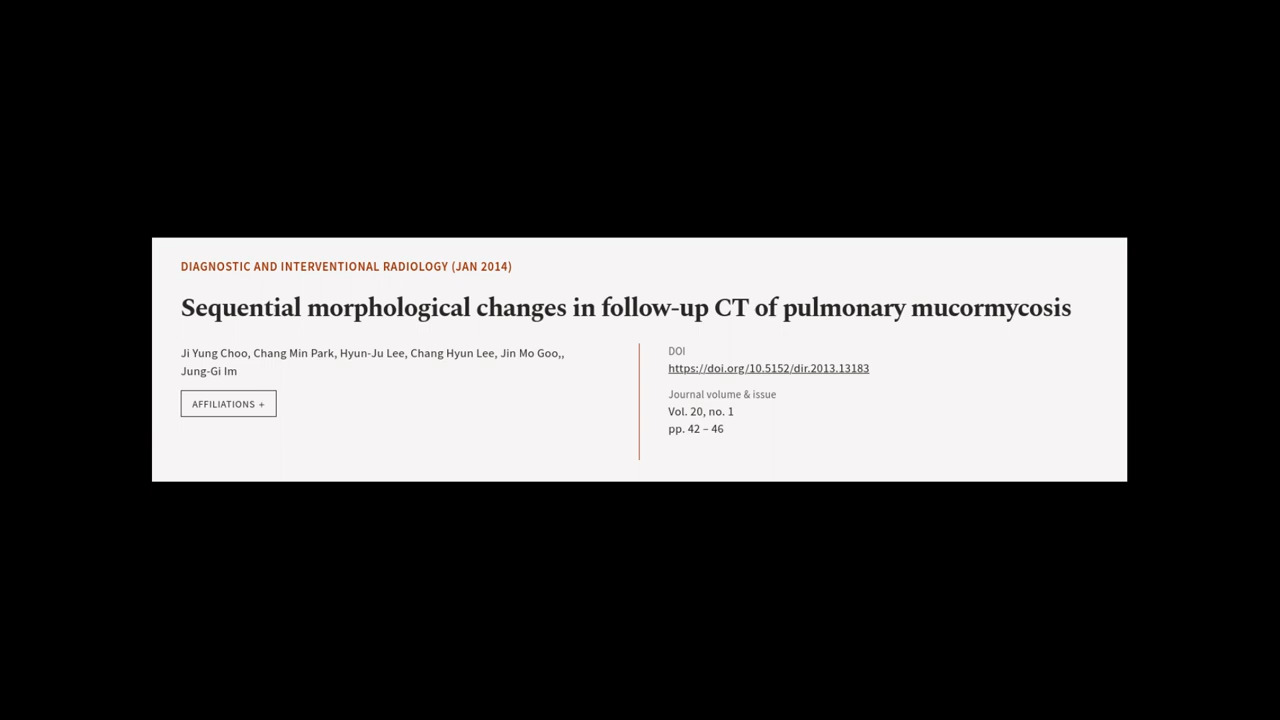 DIAGNOSTIC AND INTERVENTIONAL RADIOLOGY (JAN 2014)
Sequential morphological changes in follow-up CT of pulmonary mucormycosis
Ji Yung Choo, Chang Min Park, Hyun-Ju Lee, Chang Hyun Lee, Jin Mo Goo,,
Jung-Gi Im
AFFILIATIONS +
DOI
https://doi.org/10.5152/dir.2013.13183
Journal volume & issue
Vol. 20, no. 1
pp. 42 – 46